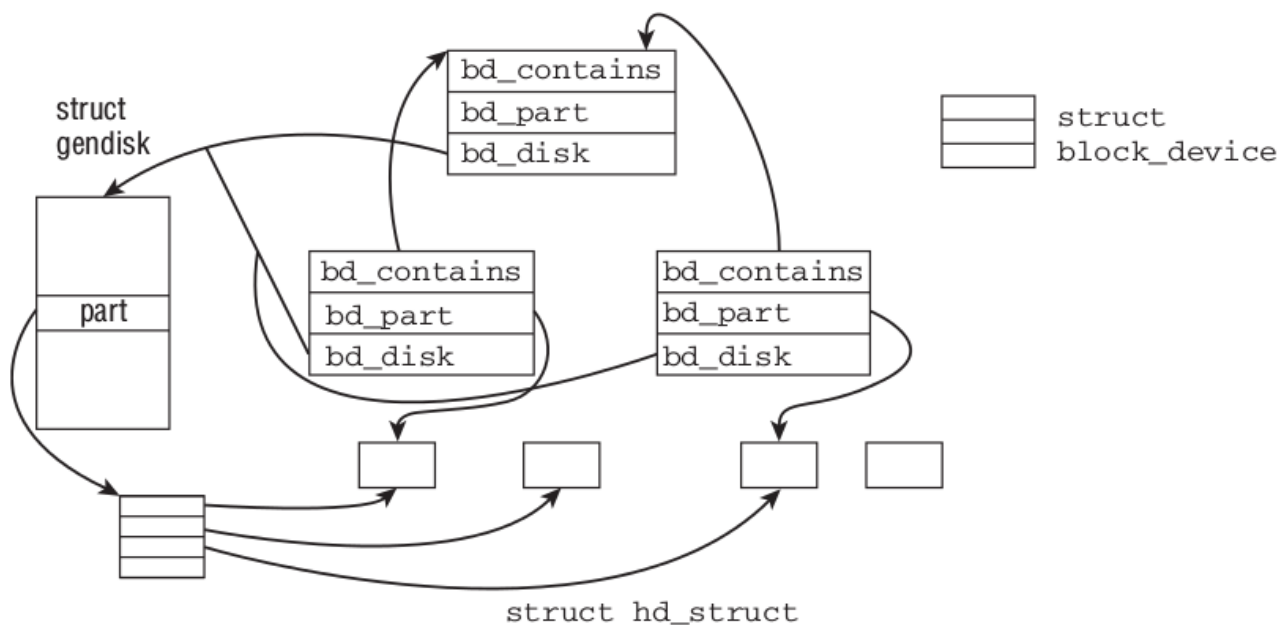 bd_contains
bd_part
bd_disk
struct
gendisk
struct
block_device
part
bd_contains
bd_part
bd_disk
bd_contains
bd_part
bd_disk
struct hd_struct